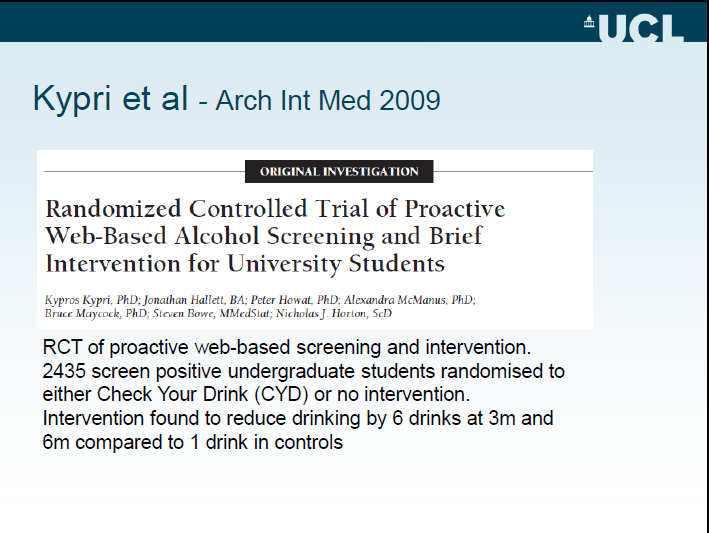 UCL
Kypri et al - Arch Int Med 2009
ORIGINAL INVESTIGATION
Randomized Controlled Trial of Proactive
Web-Based Alcohol Screening and Brief
Intervention for University Students
Kypros Kypri, PhD; Jonathan Hallett, BA; Peter Howat, PhD; Alexandra McManus, PhD;
Bruce Maycock, PhD; Steven Bowe, MMedStat; Nicholas J. Horton, ScD
RCT of proactive web-based screening and intervention.
2435 screen positive undergraduate students randomised to
either Check Your Drink (CYD) or no intervention.
Intervention found to reduce drinking by 6 drinks at 3m and
6m compared to 1 drink in controls